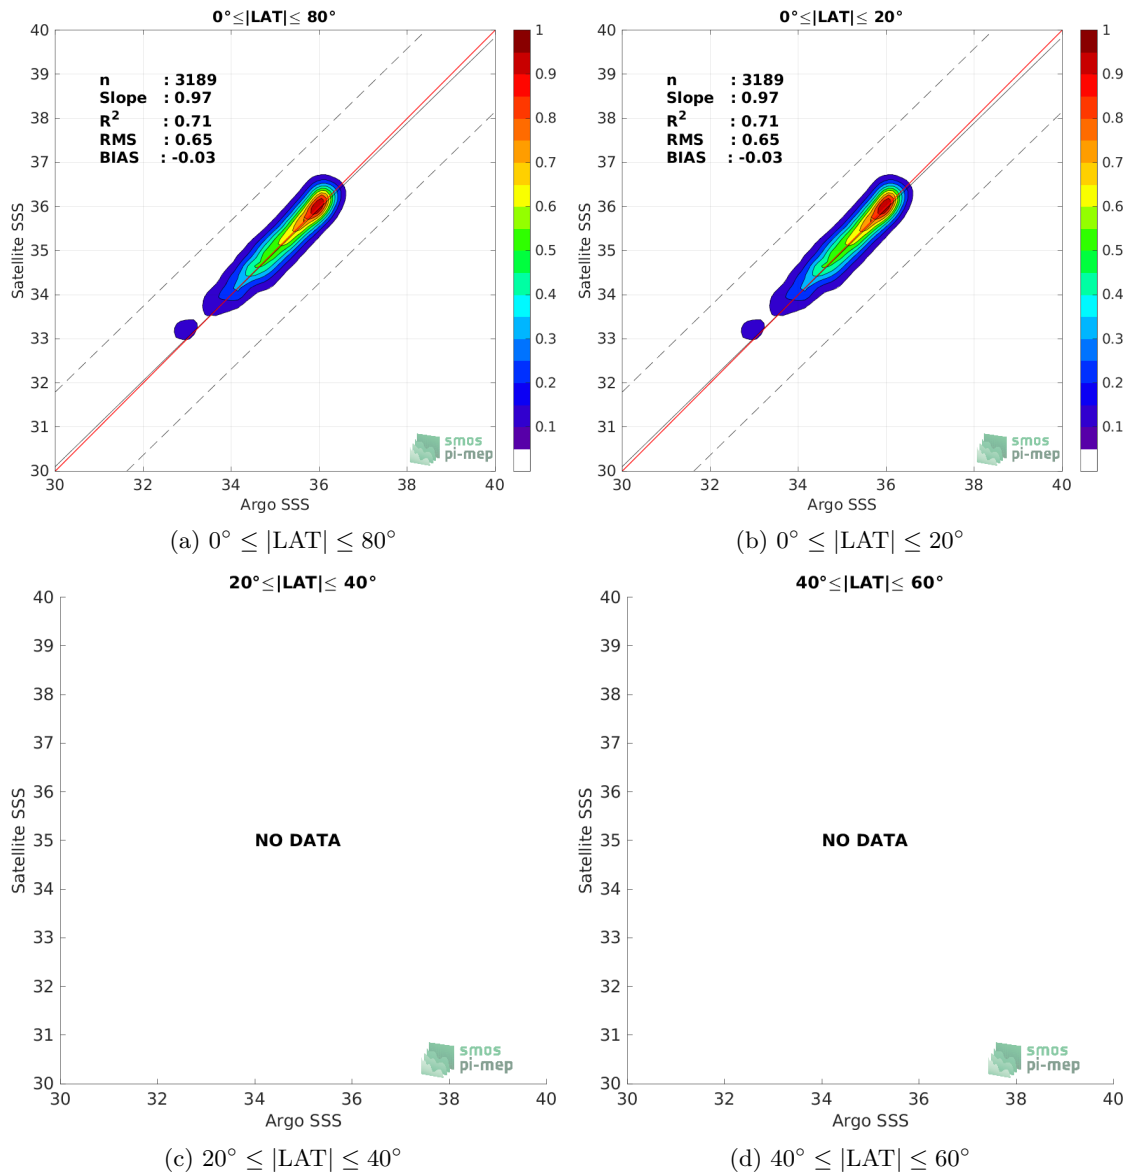 0°≤|LAT|≤ 80°
40
39
38
37
36
35
34
33
32
31
30
30
32
34
36
38
40
Satellite SSS
Argo SSS
n : 3189
Slope : 0.97
R² : 0.71
RMS : 0.65
BIAS : -0.03
1
0.9
0.8
0.7
0.6
0.5
0.4
0.3
0.2
0.1
smos
pi-mep
(a) 0° ≤ |LAT| ≤ 80°
0°≤|LAT|≤ 20°
40
39
38
37
36
35
34
33
32
31
30
30
32
34
36
38
40
Satellite SSS
Argo SSS
n : 3189
Slope : 0.97
R² : 0.71
RMS : 0.65
BIAS : -0.03
1
0.9
0.8
0.7
0.6
0.5
0.4
0.3
0.2
0.1
smos
pi-mep
(b) 0° ≤ |LAT| ≤ 20°
20°≤|LAT|≤ 40°
40
39
38
37
36
35
34
33
32
31
30
30
32
34
36
38
40
Satellite SSS
Argo SSS
NO DATA
smos
pi-mep
(c) 20° ≤ |LAT| ≤ 40°
40°≤|LAT|≤ 60°
40
39
38
37
36
35
34
33
32
31
30
30
32
34
36
38
40
Satellite SSS
Argo SSS
NO DATA
smos
pi-mep
(d) 40° ≤ |LAT| ≤ 60°